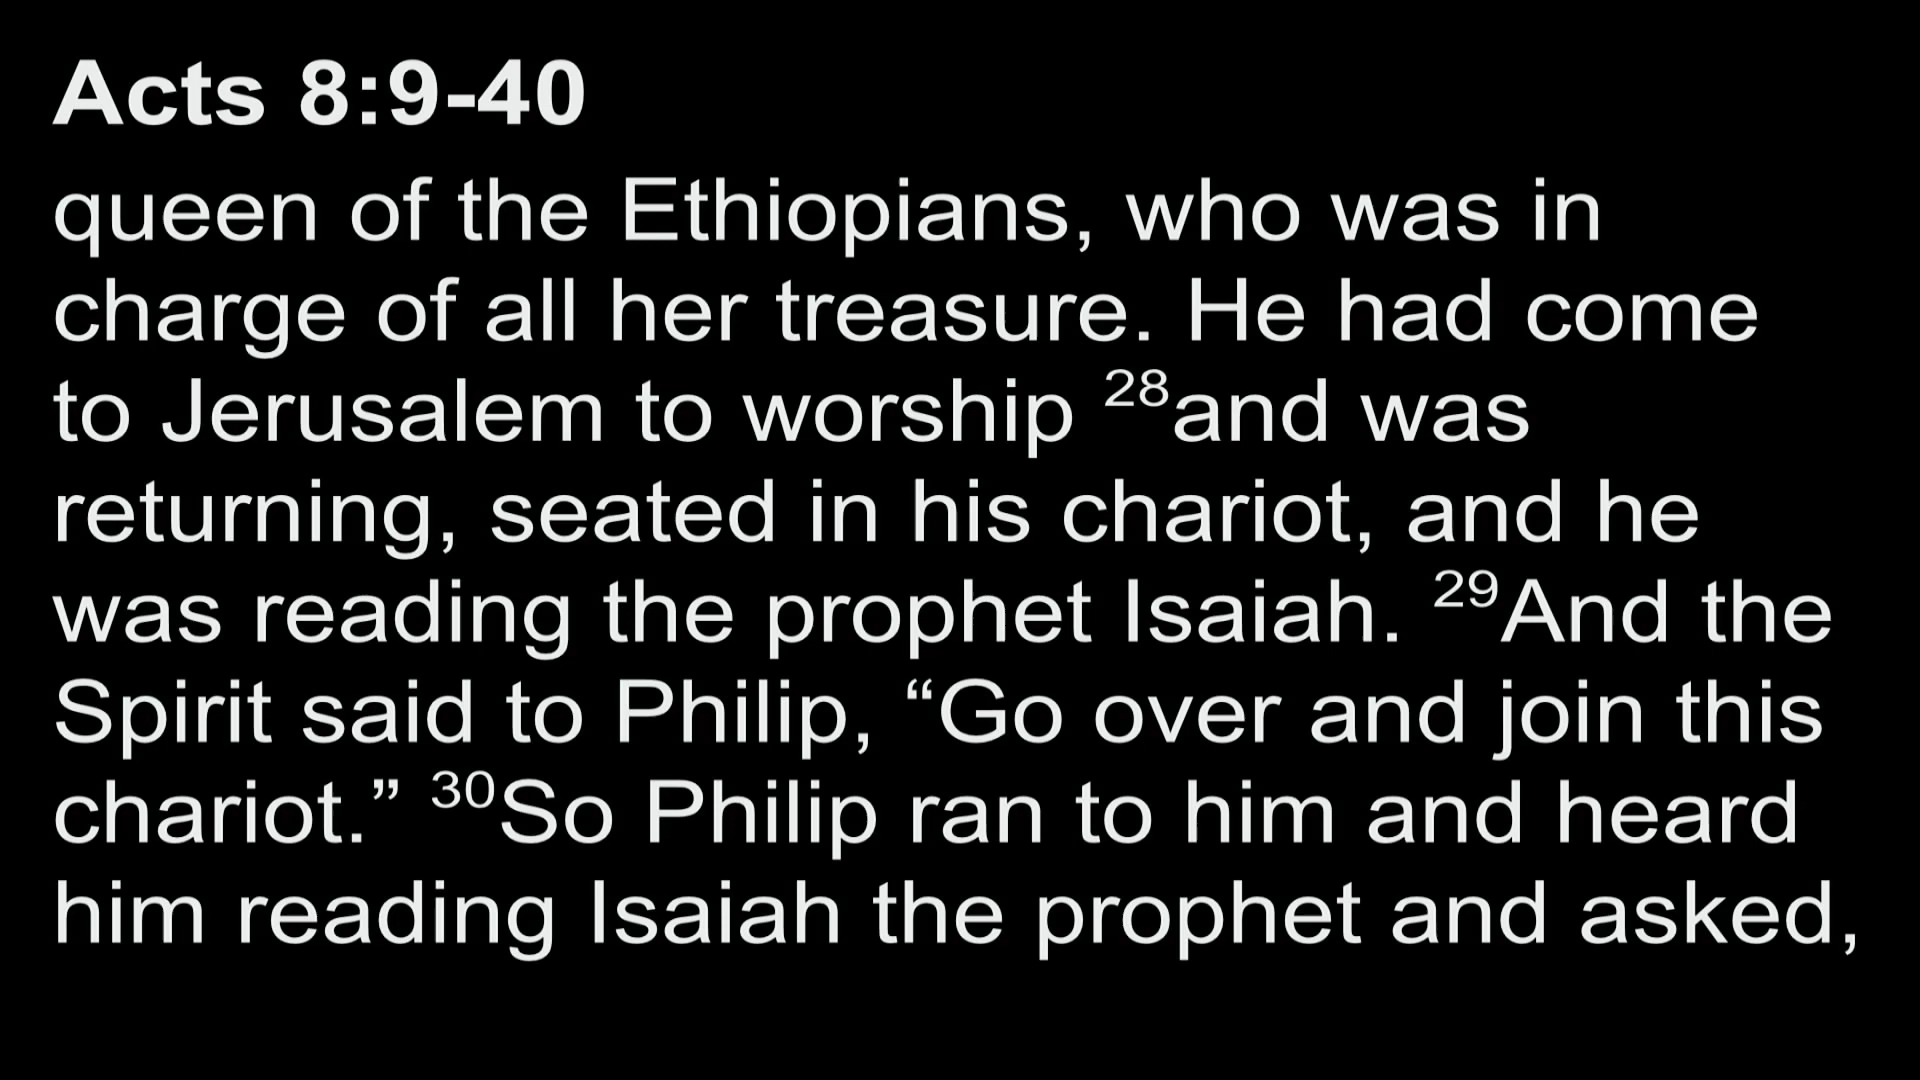 Acts 8:9-40
queen of the Ethiopians, who was in
charge of all her treasure. He had come
to Jerusalem to worship 28and was
returning, seated in his chariot, and he
was reading the prophet Isaiah. 29And the
Spirit said to Philip, “Go over and join this
chariot.” 30So Philip ran to him and heard
him reading Isaiah the prophet and asked,